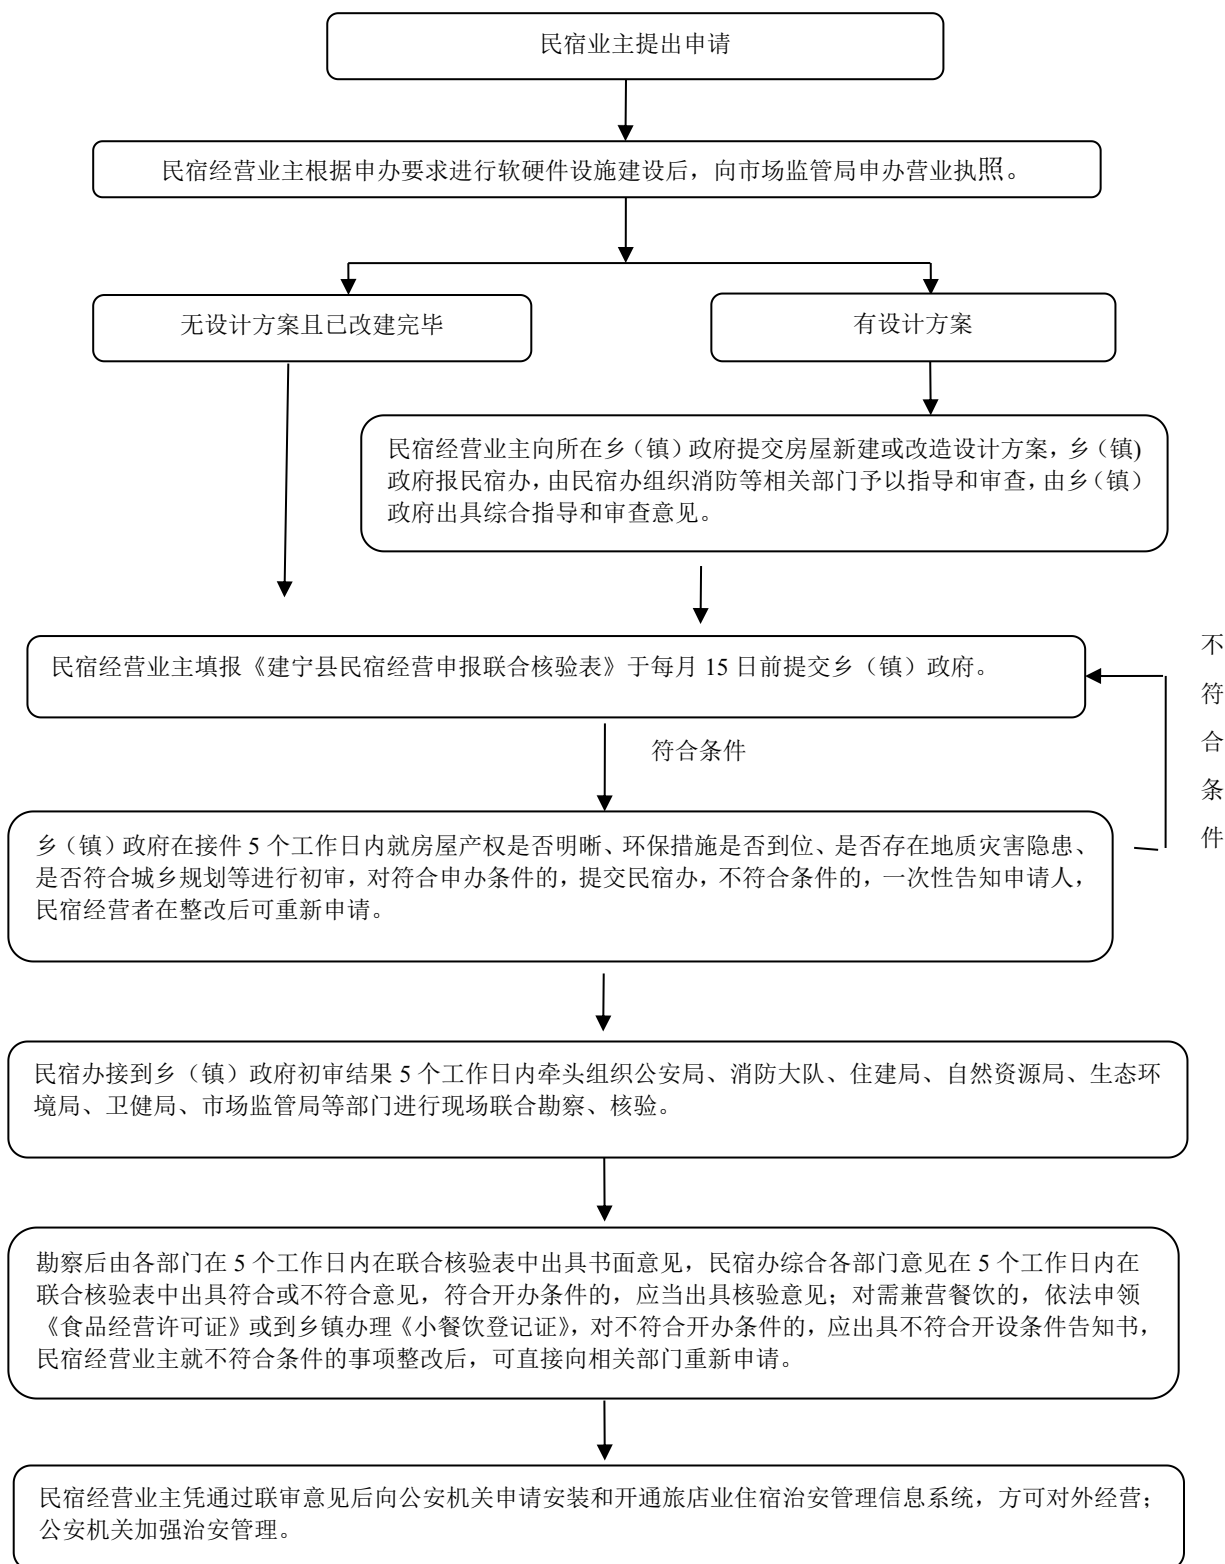 民宿业主提出申请
民宿经营业主根据申办要求进行软硬件设施建设后，向市场监管局申办营业执照。
无设计方案且已改建完毕
有设计方案
民宿经营业主向所在乡（镇）政府提交房屋新建或改造设计方案，乡（镇)
政府报民宿办，由民宿办组织消防等相关部门予以指导和审查，由乡（镇）
政府出具综合指导和审查意见。
民宿经营业主填报《建宁县民宿经营申报联合核验表》于每月 15 日前提交乡（镇）政府。
不
符
合
条
件
符合条件
乡（镇）政府在接件 5 个工作日内就房屋产权是否明晰、环保措施是否到位、是否存在地质灾害隐患、
是否符合城乡规划等进行初审，对符合申办条件的，提交民宿办，不符合条件的，一次性告知申请人，
民宿经营者在整改后可重新申请。
民宿办接到乡（镇）政府初审结果 5 个工作日内牵头组织公安局、消防大队、住建局、自然资源局、生态环
境局、卫健局、市场监管局等部门进行现场联合勘察、核验。
勘察后由各部门在 5 个工作日内在联合核验表中出具书面意见，民宿办综合各部门意见在 5 个工作日内在
联合核验表中出具符合或不符合意见，符合开办条件的，应当出具核验意见；对需兼营餐饮的，依法申领
《食品经营许可证》或到乡镇办理《小餐饮登记证》，对不符合开办条件的，应出具不符合开设条件告知书，
民宿经营业主就不符合条件的事项整改后，可直接向相关部门重新申请。
民宿经营业主凭通过联审意见后向公安机关申请安装和开通旅店业住宿治安管理信息系统，方可对外经营；
公安机关加强治安管理。